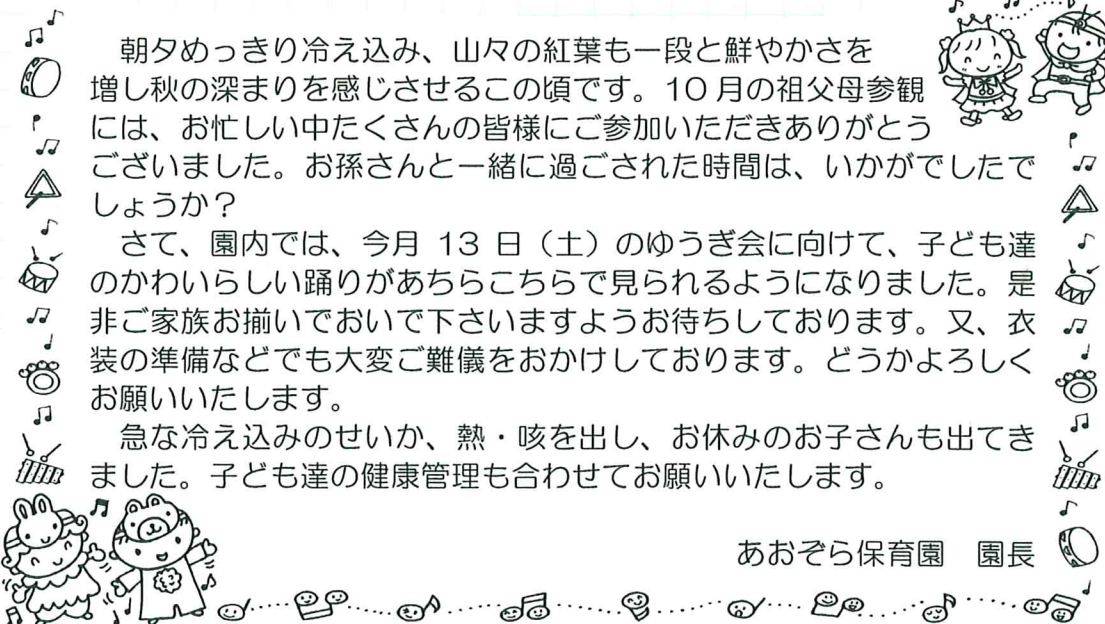 朝夕めっきり冷え込み、山々の紅葉も一段と鮮やかさを
増し秋の深まりを感じさせるこの頃です。10月の祖父母参観
には、お忙しい中たくさんの皆様にご参加いただきありがとう
ございました。お孫さんと一緒に過ごされた時間は、いかがでしたで
しょうか？
さて、園内では、今月 13 日（土）のゆうぎ会に向けて、子ども達
のかわいらしい踊りがあちらこちらで見られるようになりました。是
非ご家族お揃いでおいで下さいますようお待ちしております。又、衣
装の準備などでも大変ご難儀をおかけしております。どうかよろしく
お願いいたします。
急な冷え込みのせいか、熱・咳を出し、お休みのお子さんも出てき
ました。子ども達の健康管理も合わせてお願いいたします。
あおぞら保育園　園長